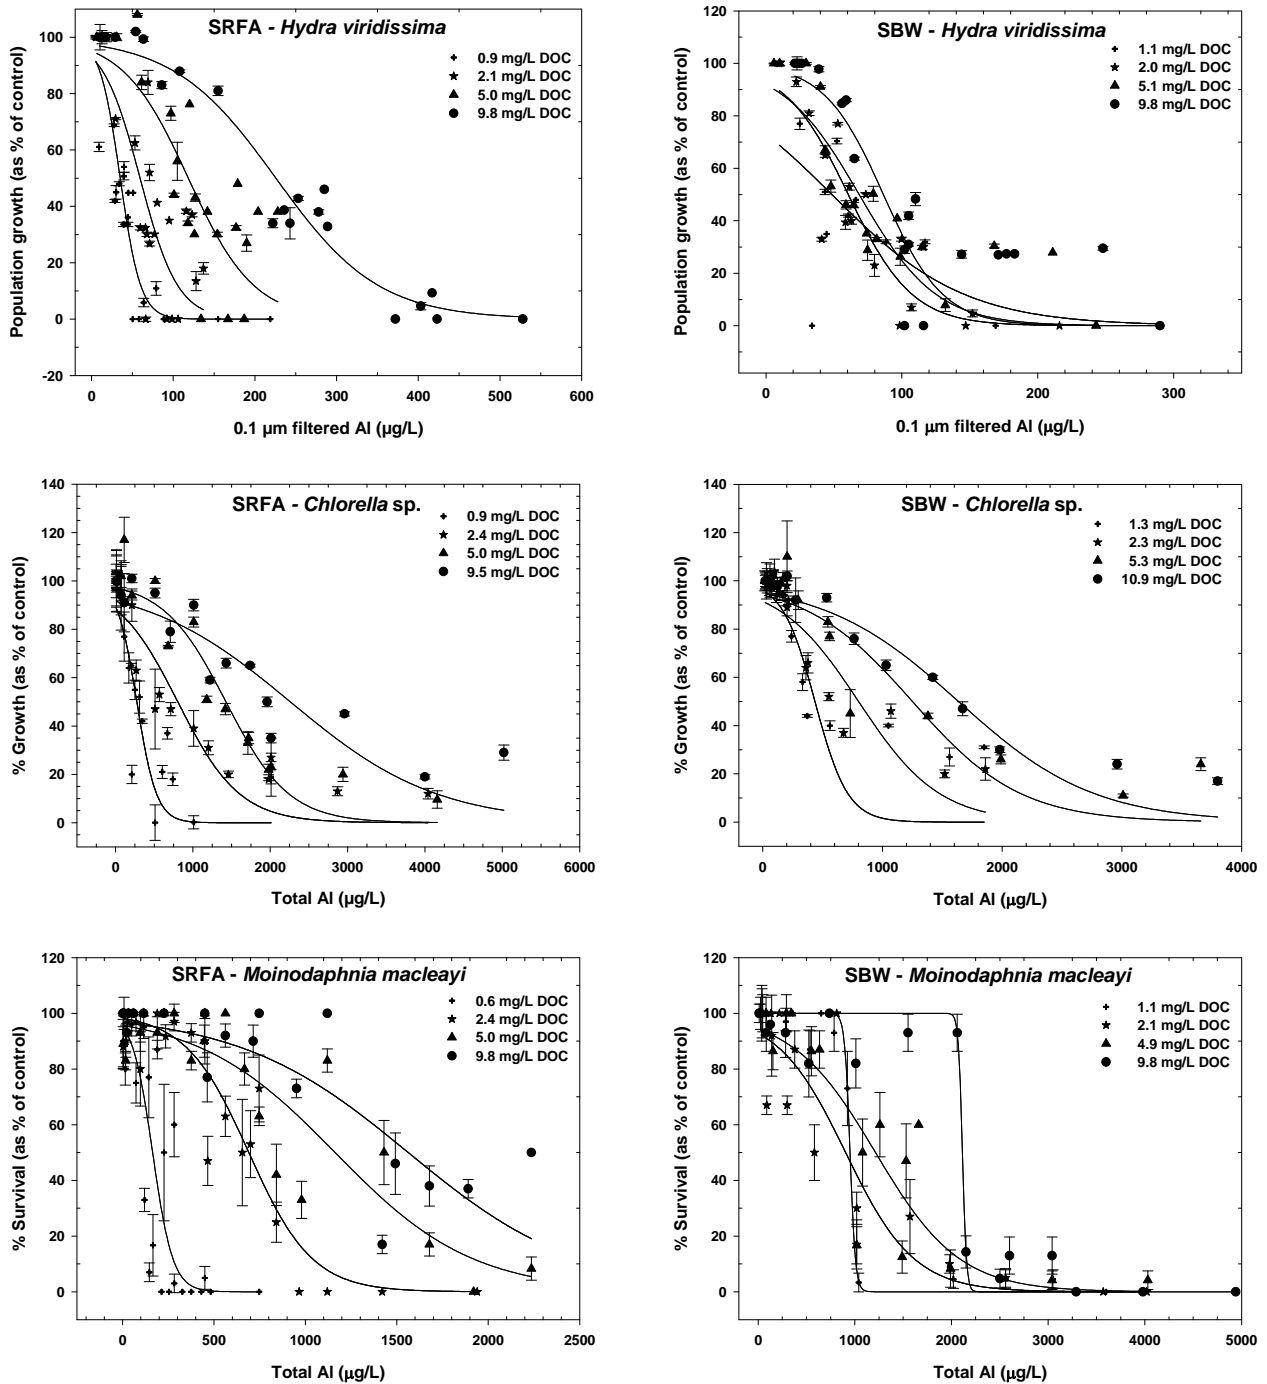 SRFA - Hydra viridissima
0.9 mg/L DOC
2.1 mg/L DOC
5.0 mg/L DOC
9.8 mg/L DOC
Population growth (as % of control)
100
80
60
40
20
0
-20
0 100 200 300 400 500 600
0.1 µm filtered Al (µg/L)
SBW - Hydra viridissima
1.1 mg/L DOC
2.0 mg/L DOC
5.1 mg/L DOC
9.8 mg/L DOC
Population growth (as % of control)
120
100
80
60
40
20
0
0 100 200 300
0.1 µm filtered Al (µg/L)
SRFA - Chlorella sp.
0.9 mg/L DOC
2.4 mg/L DOC
5.0 mg/L DOC
9.5 mg/L DOC
% Growth (as % of control)
140
120
100
80
60
40
20
0
0 1000 2000 3000 4000 5000 6000
Total Al (µg/L)
SBW - Chlorella sp.
1.3 mg/L DOC
2.3 mg/L DOC
5.3 mg/L DOC
10.9 mg/L DOC
% Growth (as % of control)
140
120
100
80
60
40
20
0
0 1000 2000 3000 4000
Total Al (µg/L)
SRFA - Moinodaphnia macleayi
0.6 mg/L DOC
2.4 mg/L DOC
5.0 mg/L DOC
9.8 mg/L DOC
% Survival (as % of control)
120
100
80
60
40
20
0
0 500 1000 1500 2000 2500
Total Al (µg/L)
SBW - Moinodaphnia macleayi
1.1 mg/L DOC
2.1 mg/L DOC
4.9 mg/L DOC
9.8 mg/L DOC
% Survival (as % of control)
120
100
80
60
40
20
0
0 1000 2000 3000 4000 5000
Total Al (µg/L)